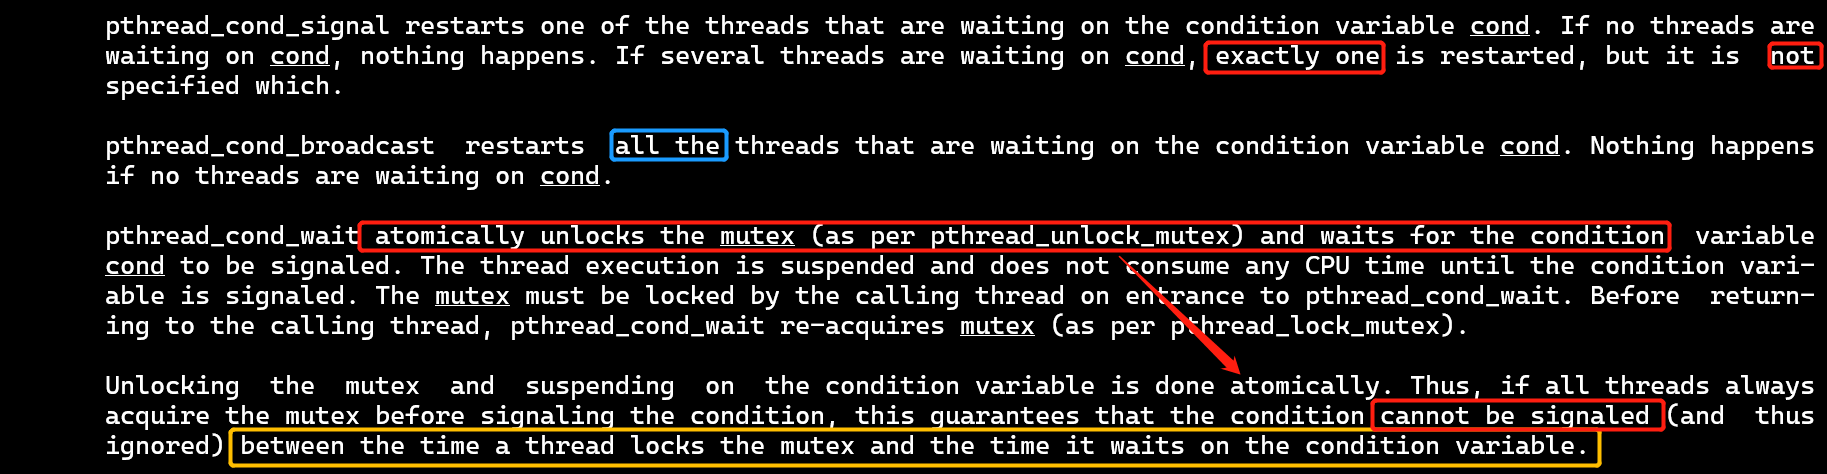 pthread_cond_signal restarts one of the threads that are waiting on the condition variable cond. If no threads are
waiting on cond, nothing happens. If several threads are waiting on cond, exactly one is restarted, but it is not
specified which.
pthread_cond_broadcast restarts all the threads that are waiting on the condition variable cond. Nothing happens
if no threads are waiting on cond.
pthread_cond_wait atomically unlocks the mutex (as per pthread_unlock_mutex) and waits for the condition variable
cond to be signaled. The thread execution is suspended and does not consume any CPU time until the condition vari-
able is signaled. The mutex must be locked by the calling thread on entrance to pthread_cond_wait. Before return-
ing to the calling thread, pthread_cond_wait re-acquires mutex (as per pthread_lock_mutex).
Unlocking the mutex and suspending on the condition variable is done atomically. Thus, if all threads always
acquire the mutex before signaling the condition, this guarantees that the condition cannot be signaled (and thus
ignored) between the time a thread locks the mutex and the time it waits on the condition variable.